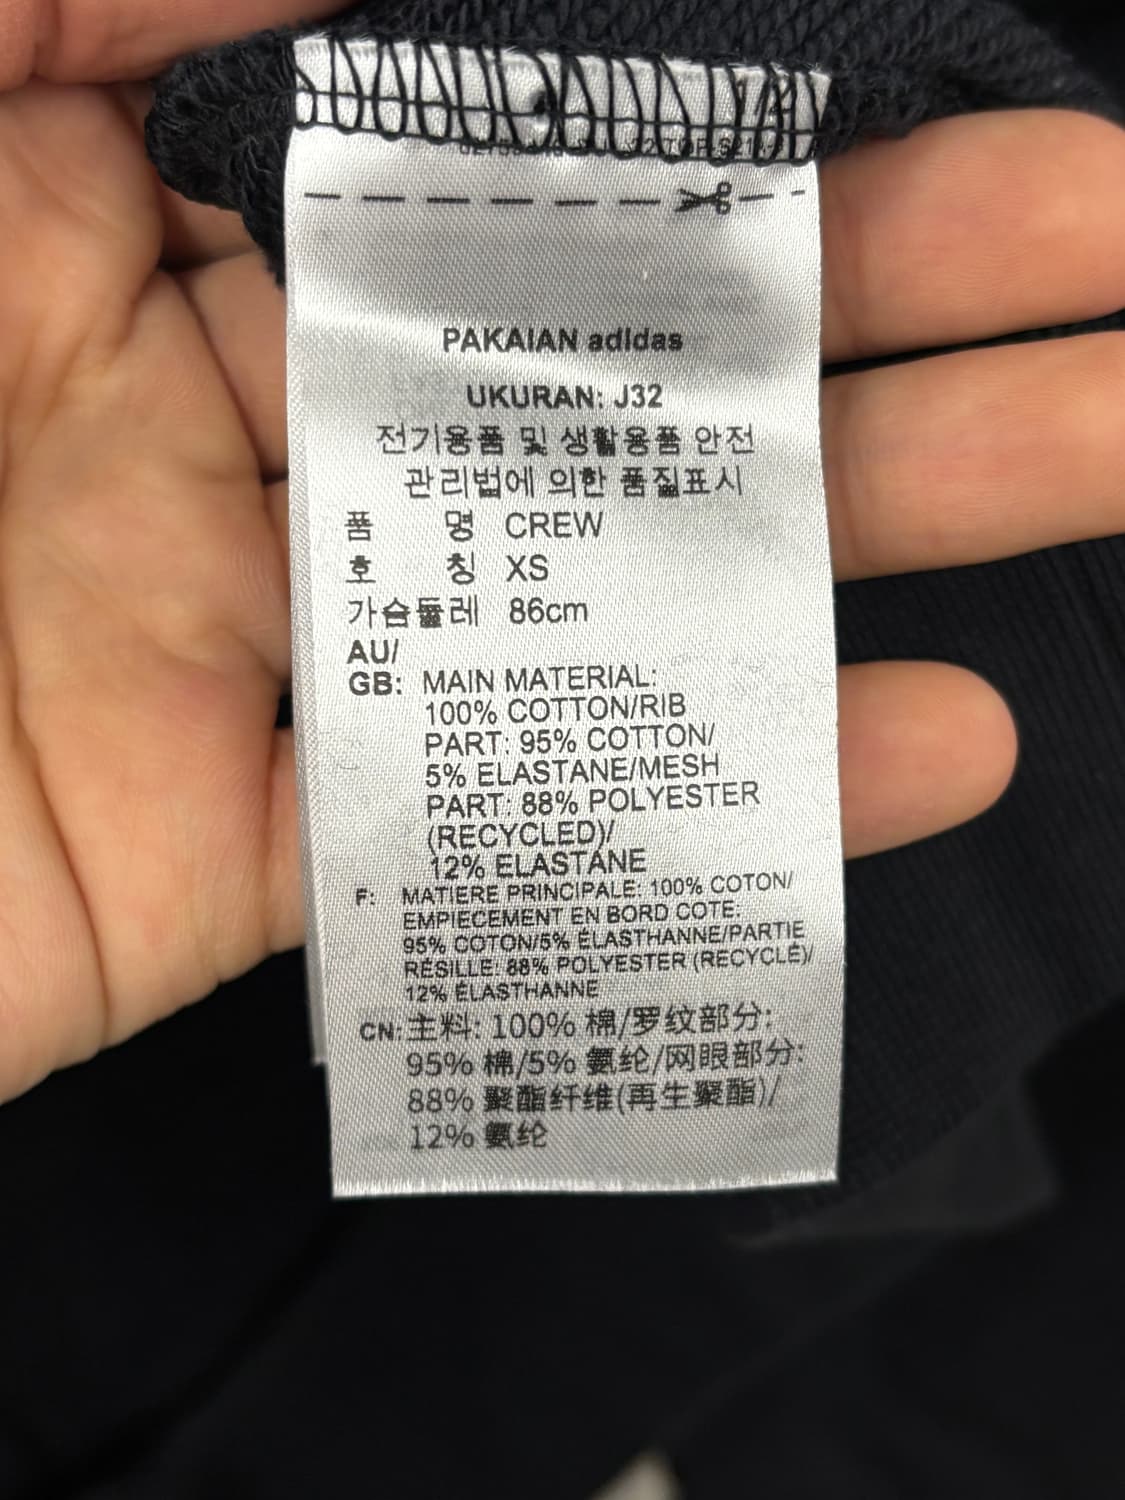 1/2
PAKAIAN adidas
UKURAN: J32
전기용품 및 생활용품 안전
관리법에 의한 품질표시
품 명 CREW
호 칭 XS
가슴둘레 86cm
AU/
GB: MAIN MATERIAL:
100% COTTON/RIB
PART: 95% COTTON/
5% ELASTANE/MESH
PART: 88% POLYESTER
(RECYCLED)/
12% ELASTANE
F: MATIERE PRINCIPALE: 100% COTON/
EMPIECEMENT EN BORD COTE:
95% COTON/5% ÉLASTHANNE/PARTIE
RÉSILLE: 88% POLYESTER (RECYCLÉ)/
12% ÉLASTHANNE
CN: 主料: 100% 棉/罗纹部分:
95% 棉/5% 氨纶/网眼部分:
88% 聚酯纤维(再生聚酯)/
12% 氨纶